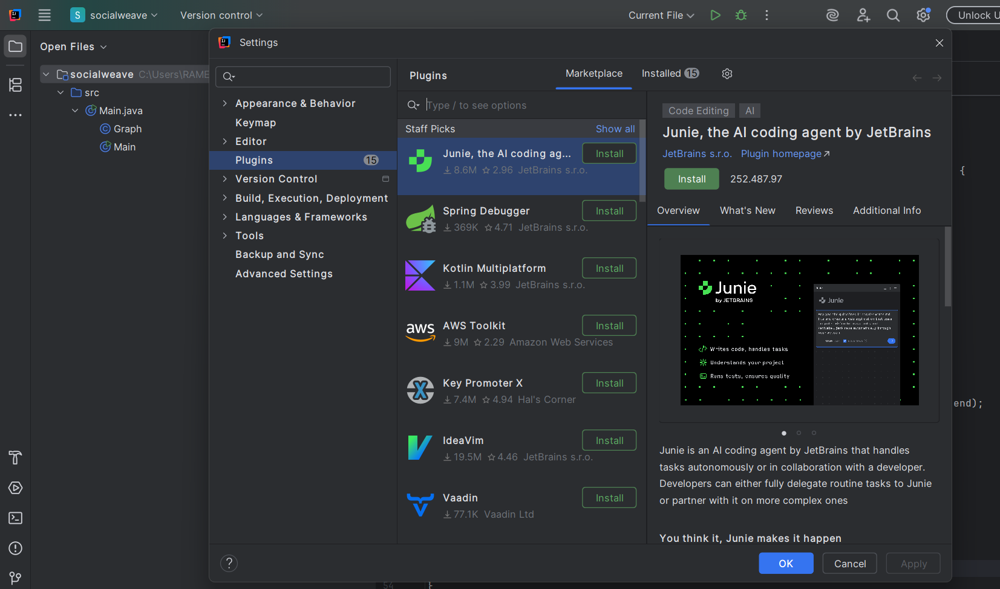 socialweave
Version control
Current File
Unlock U
Open Files
socialweave C:\Users\RAME
src
Main.java
Graph
Main
Settings
Appearance & Behavior
Keymap
Editor
Plugins 15
Version Control
Build, Execution, Deployment
Languages & Frameworks
Tools
Backup and Sync
Advanced Settings
Plugins
Marketplace
Installed 15
Type / to see options
Staff Picks Show all
Junie, the AI coding ag... Install
8.6M 2.96 JetBrains s.r.o.
Spring Debugger Install
369K 4.71 JetBrains s.r.o.
Kotlin Multiplatform Install
1.1M 3.99 JetBrains s.r.o.
aws
AWS Toolkit Install
9M 2.29 Amazon Web Services
Key Promoter X Install
7.4M 4.94 Hal's Corner
IdeaVim Install
19.5M 4.46 JetBrains s.r.o.
Vaadin Install
77.1K Vaadin Ltd
Code Editing AI
Junie, the AI coding agent by JetBrains
JetBrains s.r.o. Plugin homepage
Install 252.487.97
Overview What's New Reviews Additional Info
Junie
by JETBRAINS
Writes code, handles tasks
Understands your project
Runs tests, ensures quality
Junie
Junie is an AI coding agent by JetBrains that handles
tasks autonomously or in collaboration with a developer.
Developers can either fully delegate routine tasks to Junie
or partner with it on more complex ones
You think it, Junie makes it happen
OK Cancel Apply
{
end);
54 }